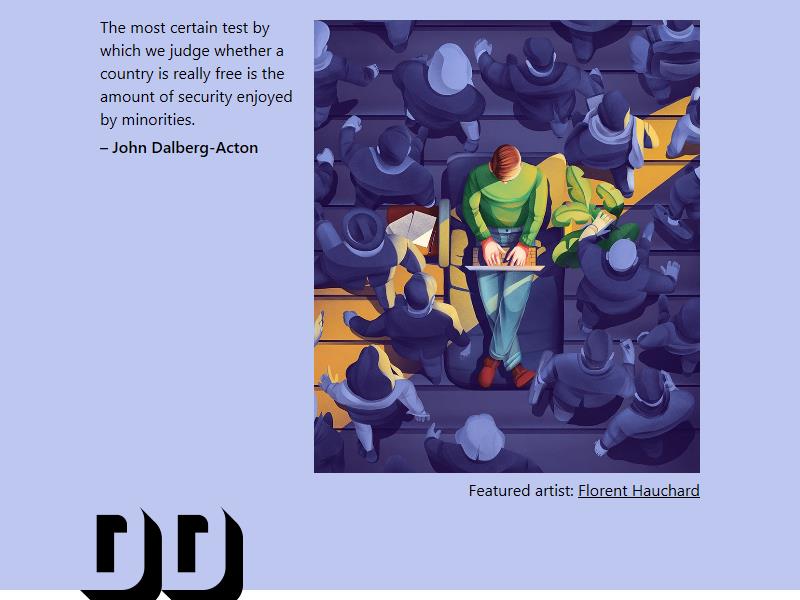 The most certain test by
which we judge whether a
country is really free is the
amount of security enjoyed
by minorities.
– John Dalberg-Acton
Featured artist: Florent Hauchard